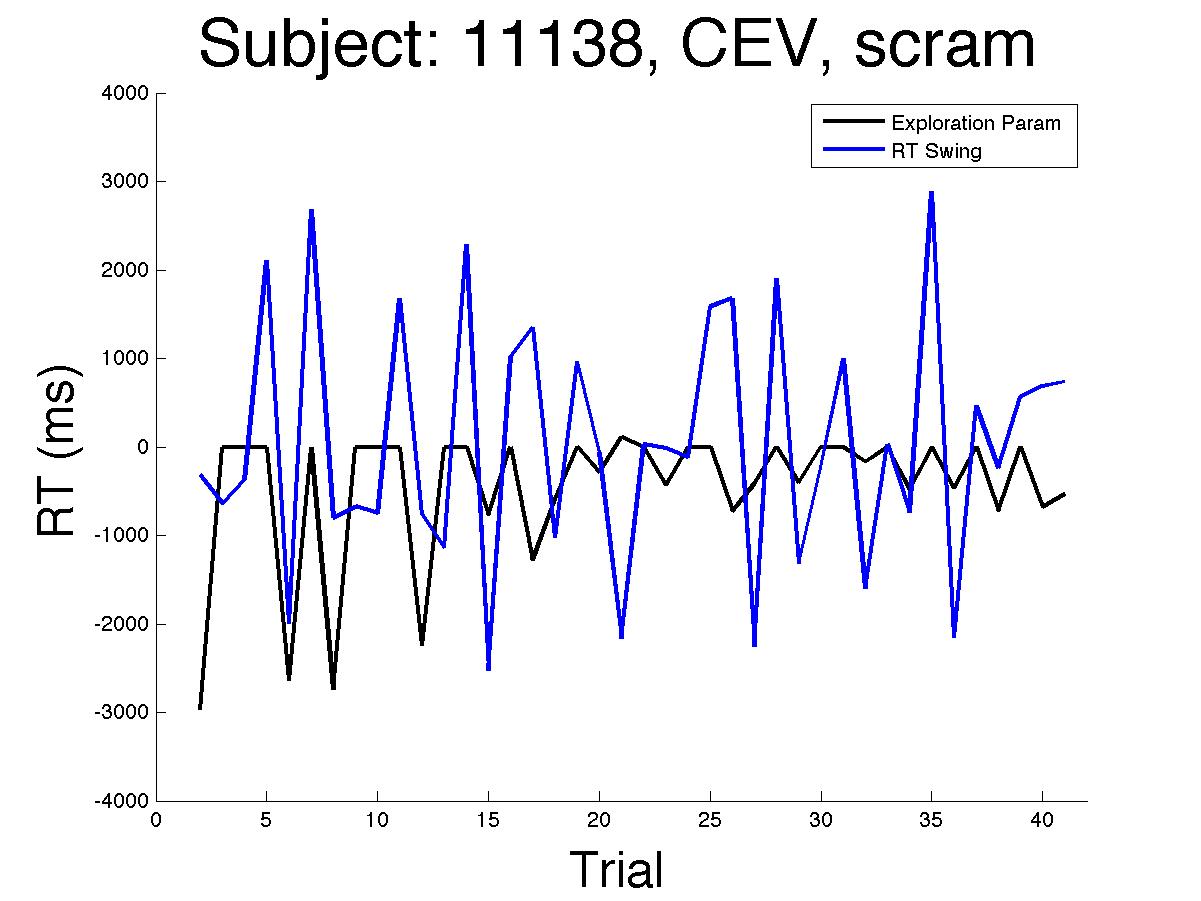 Subject: 11138, CEV, scram
Exploration Param
RT Swing
4000
3000
2000
1000
0
-1000
-2000
-3000
-4000
RT (ms)
0 5 10 15 20 25 30 35 40
Trial